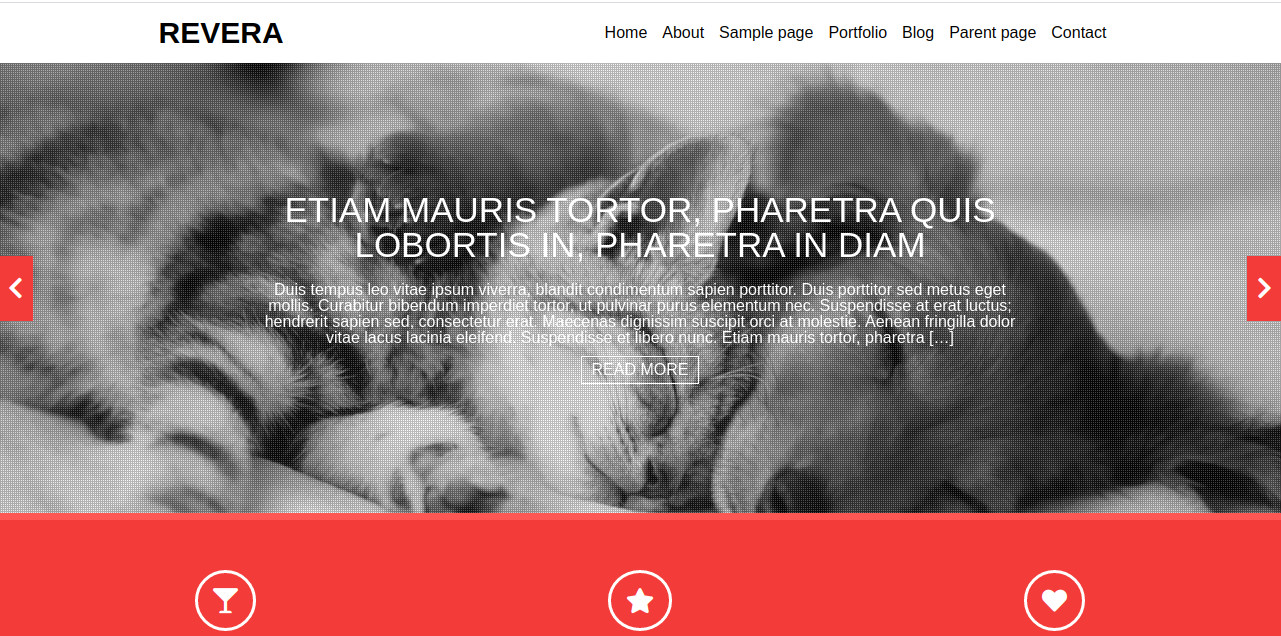 REVERA
Home About Sample page Portfolio Blog Parent page Contact
ETIAM MAURIS TORTOR, PHARETRA QUIS
LOBORTIS IN, PHARETRA IN DIAM
Duis tempus leo vitae ipsum viverra, blandit condimentum sapien porttitor. Duis porttitor sed metus eget
mollis. Curabitur bibendum imperdiet tortor, ut pulvinar purus elementum nec. Suspendisse at erat luctus;
hendrerit sapien sed, consectetur erat. Maecenas dignissim suscipit orci at molestie. Aenean fringilla dolor
vitae lacus lacinia eleifend. Suspendisse et libero nunc. Etiam mauris tortor, pharetra […]
READ MORE